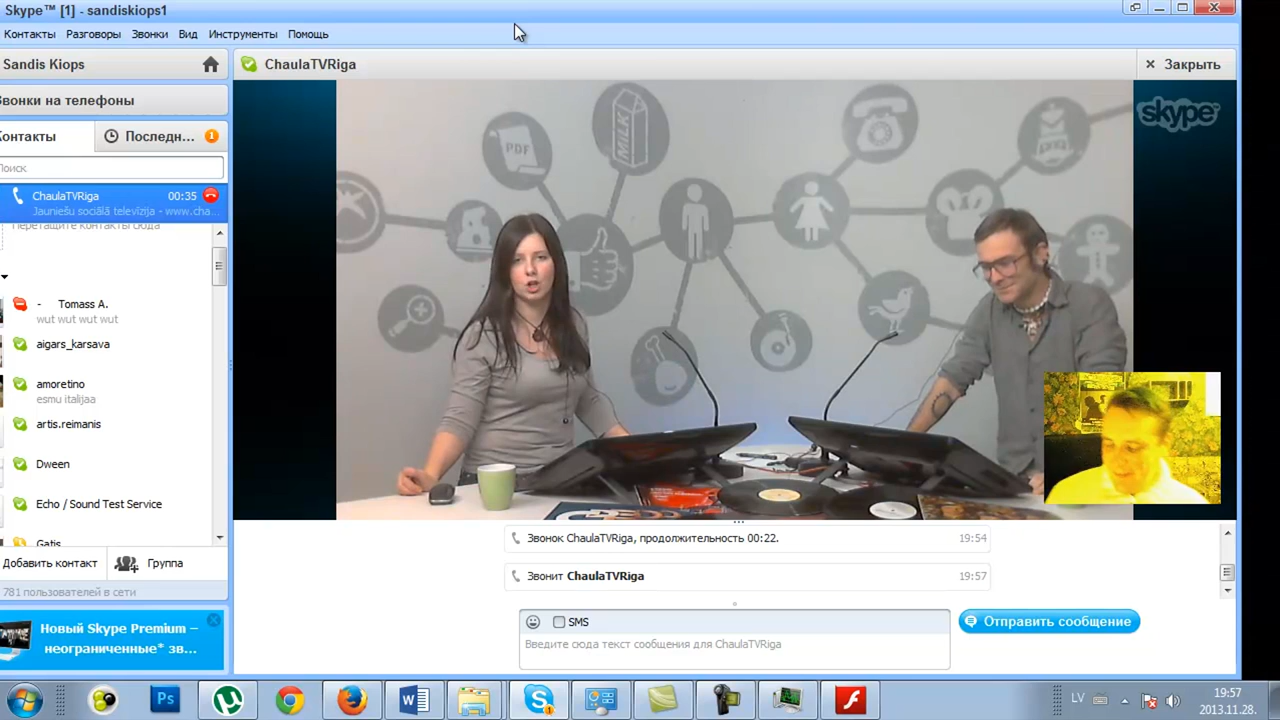 Skype™ [1] - sandiskiops1
Контакты Разговоры Звонки Вид Инструменты Помощь
Sandis Kiops
ChaulaTVRiga
Закрыть
Звонки на телефоны
Контакты
Последн... 1
Поиск
ChaulaTVRiga 00:35
Jauniešu sociālā televīzija - www.cha...
Перетащите контакты сюда
- Tomass A.
wut wut wut wut
aigars_karsava
amoretino
esmu italijaa
artis.reimanis
Dween
Echo / Sound Test Service
Gatis
Добавить контакт Группа
781 пользователей в сети
Новый Skype Premium –
неограниченные* зв...
skype
PDF
MILK
Звонок ChaulaTVRiga, продолжительность 00:22. 19:54
Звонит ChaulaTVRiga 19:57
SMS
Введите сюда текст сообщения для ChaulaTVRiga
Отправить сообщение
Ps
LV
19:57
2013.11.28.